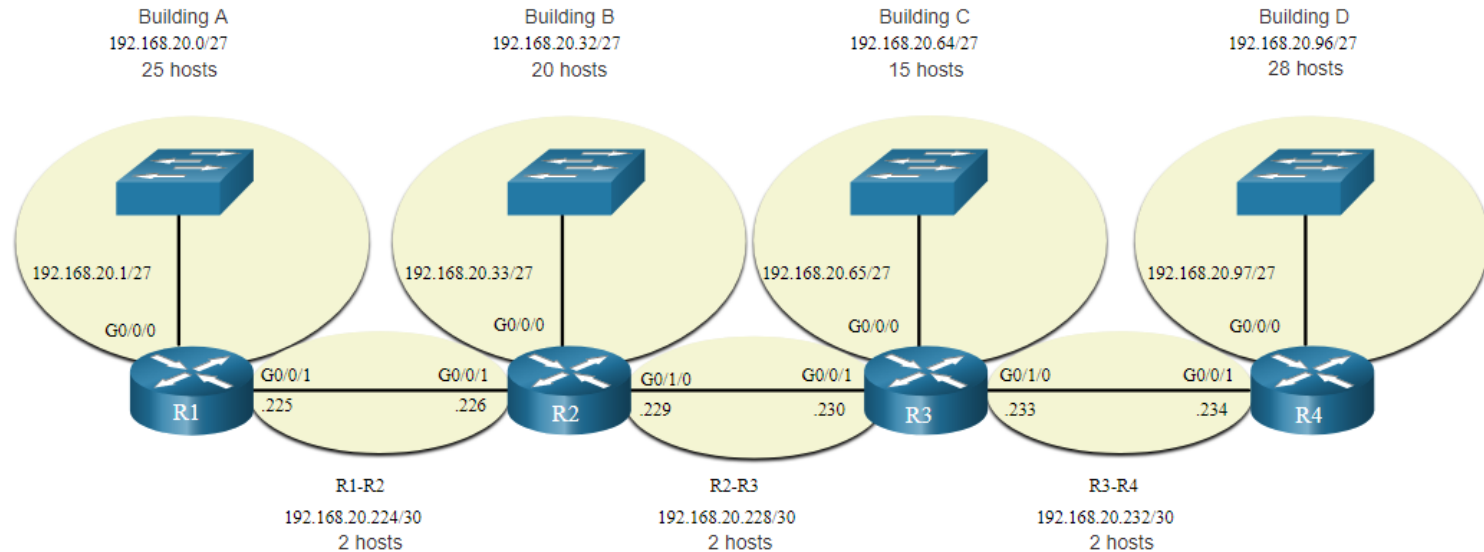 Building A
192.168.20.0/27
25 hosts
Building B
192.168.20.32/27
20 hosts
Building C
192.168.20.64/27
15 hosts
Building D
192.168.20.96/27
28 hosts
192.168.20.1/27
192.168.20.33/27
192.168.20.65/27
192.168.20.97/27
G0/0/0
G0/0/0
G0/0/0
G0/0/0
R1
G0/0/1
.225
G0/0/1
.226
R2
G0/1/0
.229
G0/0/1
.230
R3
G0/1/0
.233
G0/0/1
.234
R4
R1-R2
192.168.20.224/30
2 hosts
R2-R3
192.168.20.228/30
2 hosts
R3-R4
192.168.20.232/30
2 hosts